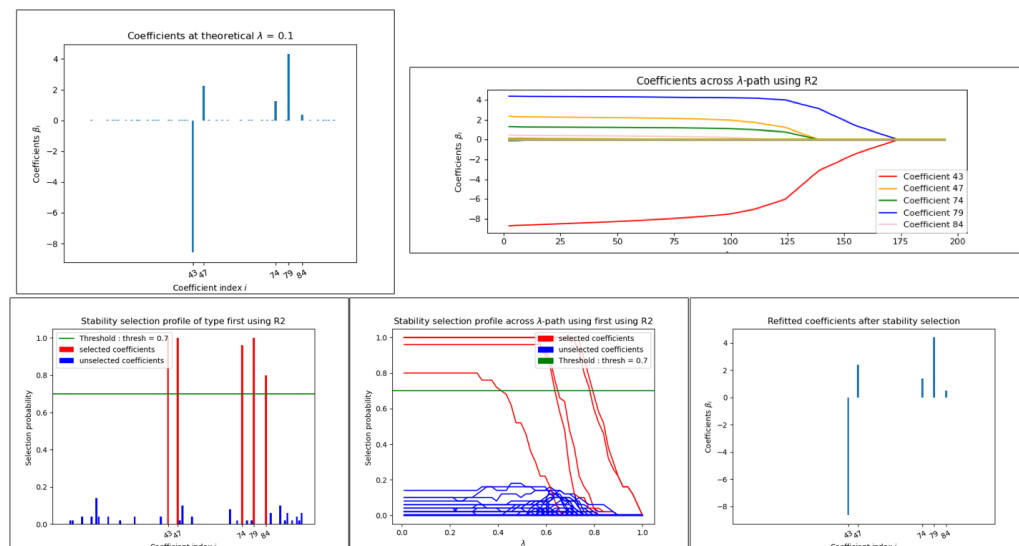 Coefficients at theoretical λ = 0.1
Coefficients βᵢ
4
2
0
−2
−4
−6
−8
43
47
74
79
84
Coefficient index i
Coefficients across λ-path using R2
Coefficients βᵢ
4
2
0
−2
−4
−6
−8
0
25
50
75
100
125
150
175
200
Coefficient 43
Coefficient 47
Coefficient 74
Coefficient 79
Coefficient 84
Stability selection profile of type first using R2
Selection probability
1.0
0.8
0.6
0.4
0.2
0.0
Threshold : thresh = 0.7
selected coefficients
unselected coefficients
43
47
74
79
84
Coefficient index i
Stability selection profile across λ-path using first using R2
Selection probability
1.0
0.8
0.6
0.4
0.2
0.0
selected coefficients
unselected coefficients
Threshold : thresh = 0.7
0.0
0.2
0.4
0.6
0.8
1.0
λ
Refitted coefficients after stability selection
Coefficients βᵢ
4
2
0
−2
−4
−6
−8
43
47
74
79
84
Coefficient index i